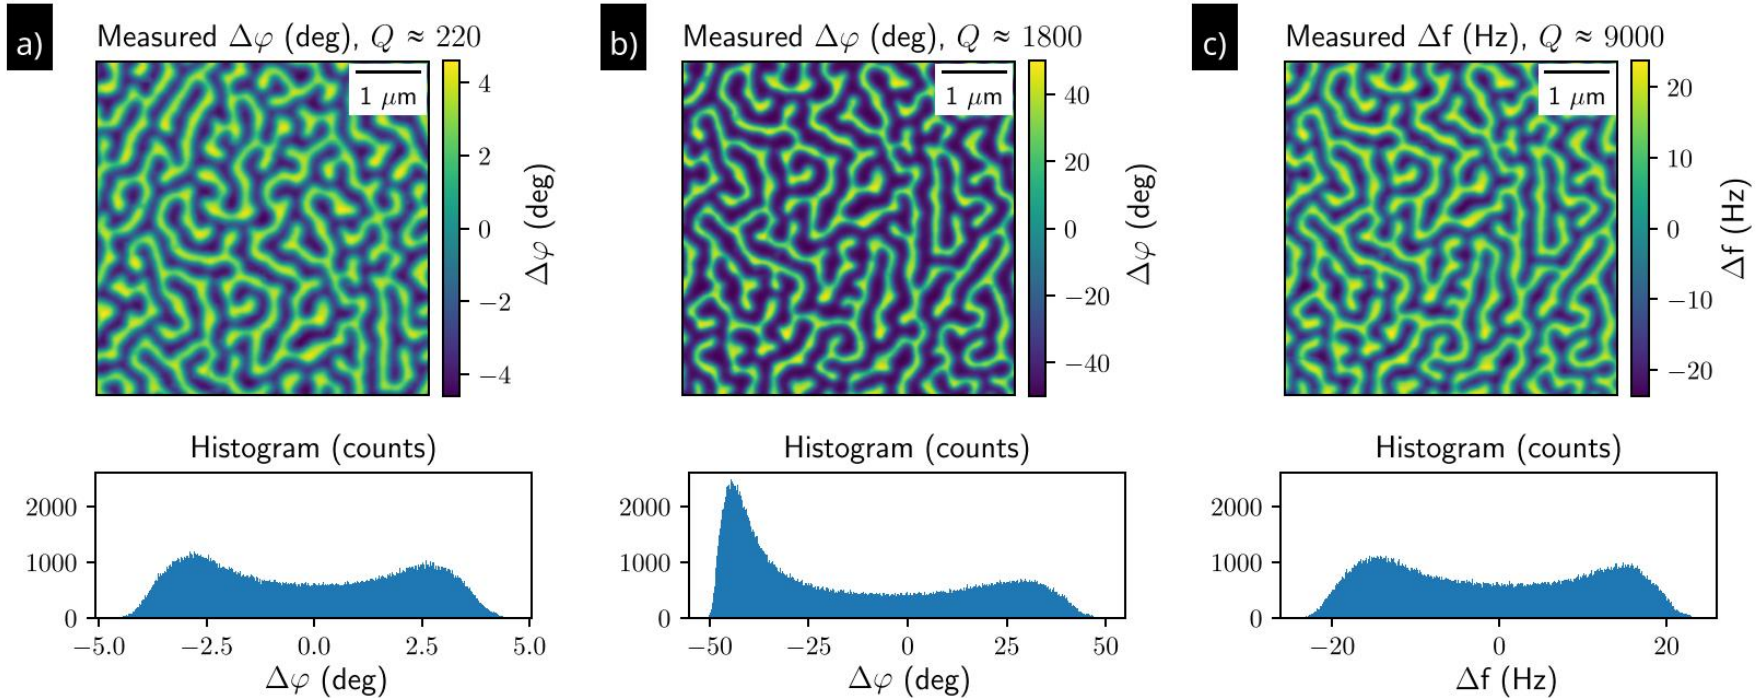 a)
Measured Δφ (deg), Q ≈ 220
1 μm
4
2
0
−2
−4
Δφ (deg)
Histogram (counts)
2000
1000
0
−5.0 −2.5 0.0 2.5 5.0
Δφ (deg)
b)
Measured Δφ (deg), Q ≈ 1800
1 μm
40
20
0
−20
−40
Δφ (deg)
Histogram (counts)
2000
1000
0
−50 −25 0 25 50
Δφ (deg)
c)
Measured Δf (Hz), Q ≈ 9000
1 μm
20
10
0
−10
−20
Δf (Hz)
Histogram (counts)
2000
1000
0
−20 0 20
Δf (Hz)